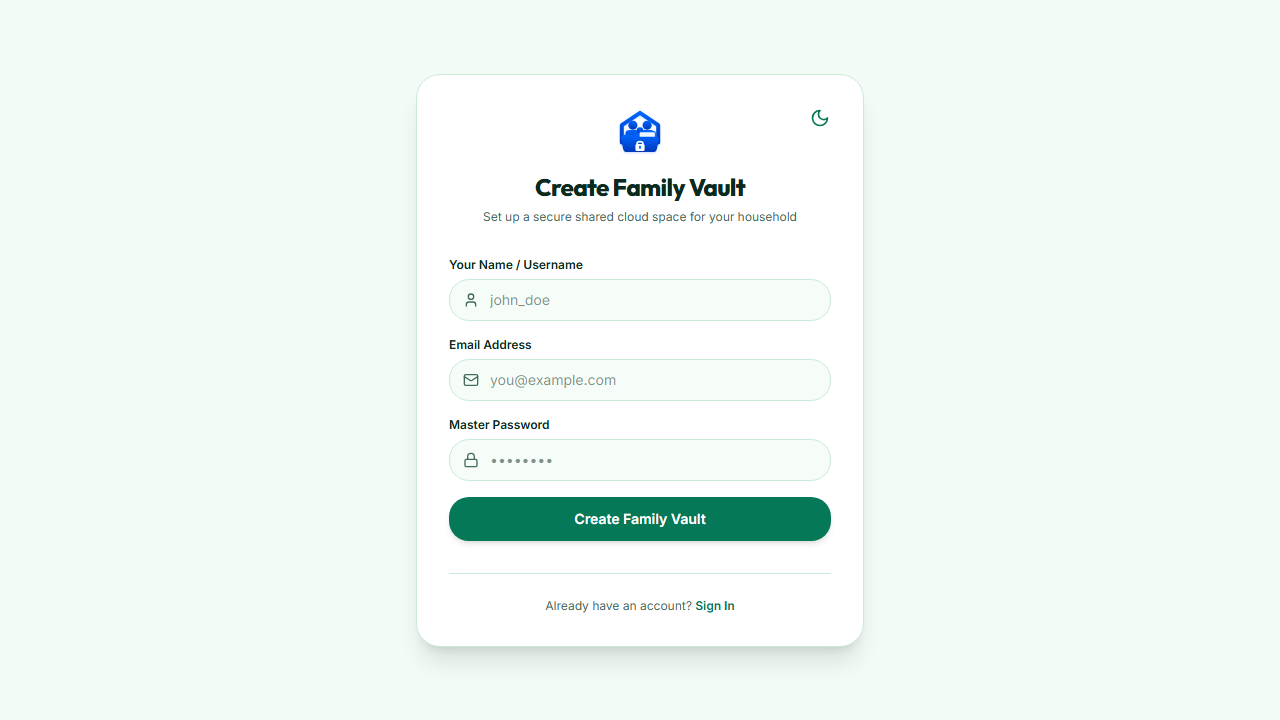 Create Family Vault
Set up a secure shared cloud space for your household
Your Name / Username
john_doe
Email Address
you@example.com
Master Password
••••••••
Create Family Vault
Already have an account? Sign In